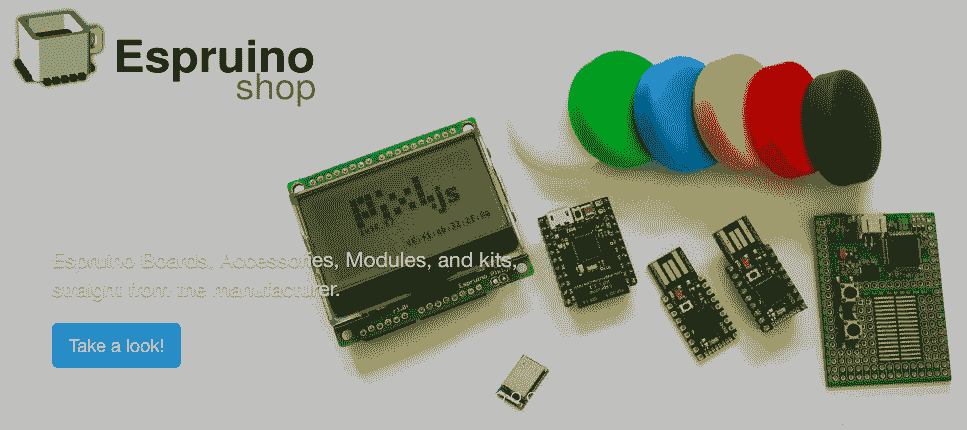 Espruino
shop
Pixl.js
Espruino Boards, Accessories, Modules, and kits,
straight from the manufacturer.
Take a look!